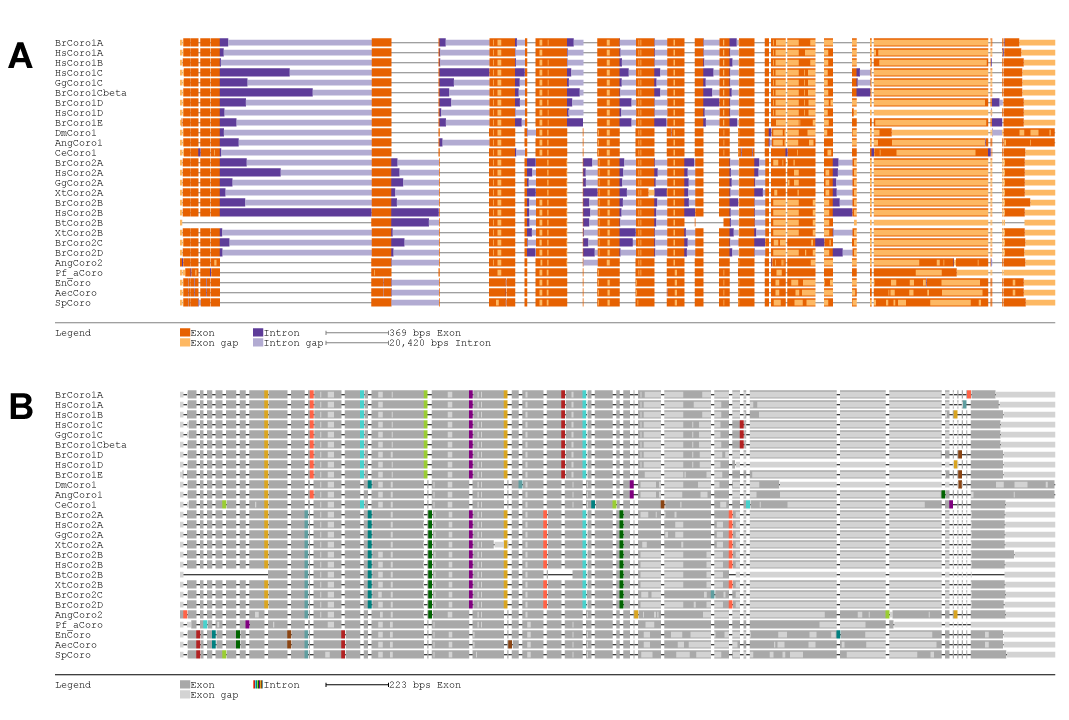 A
BrCoro1A
HsCoro1A
HsCoro1B
HsCoro1C
GgCoro1C
BrCoro1Cbeta
BrCoro1D
HsCoro1D
BrCoro1E
DmCoro1
AngCoro1
CeCoro1
BrCoro2A
HsCoro2A
GgCoro2A
XtCoro2A
BrCoro2B
HsCoro2B
BtCoro2B
XtCoro2B
BrCoro2C
BrCoro2D
AngCoro2
Pf_aCoro
EnCoro
AecCoro
SpCoro
Legend Exon Intron 369 bps Exon
Exon gap Intron gap 20,420 bps Intron
B
BrCoro1A
HsCoro1A
HsCoro1B
HsCoro1C
GgCoro1C
BrCoro1Cbeta
BrCoro1D
HsCoro1D
BrCoro1E
DmCoro1
AngCoro1
CeCoro1
BrCoro2A
HsCoro2A
GgCoro2A
XtCoro2A
BrCoro2B
HsCoro2B
BtCoro2B
XtCoro2B
BrCoro2C
BrCoro2D
AngCoro2
Pf_aCoro
EnCoro
AecCoro
SpCoro
Legend Exon Intron 223 bps Exon
Exon gap